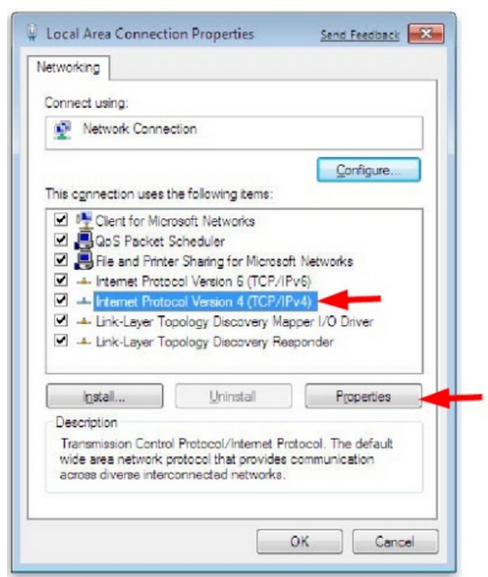 Local Area Connection Properties
Send Feedback
Networking
Connect using:
Network Connection
Configure...
This connection uses the following items:
Client for Microsoft Networks
QoS Packet Scheduler
File and Printer Sharing for Microsoft Networks
Internet Protocol Version 6 (TCP/IPv6)
Internet Protocol Version 4 (TCP/IPv4)
Link-Layer Topology Discovery Mapper I/O Driver
Link-Layer Topology Discovery Responder
Install...
Uninstall
Properties
Description
Transmission Control Protocol/Internet Protocol. The default
wide area network protocol that provides communication
across diverse interconnected networks.
OK
Cancel